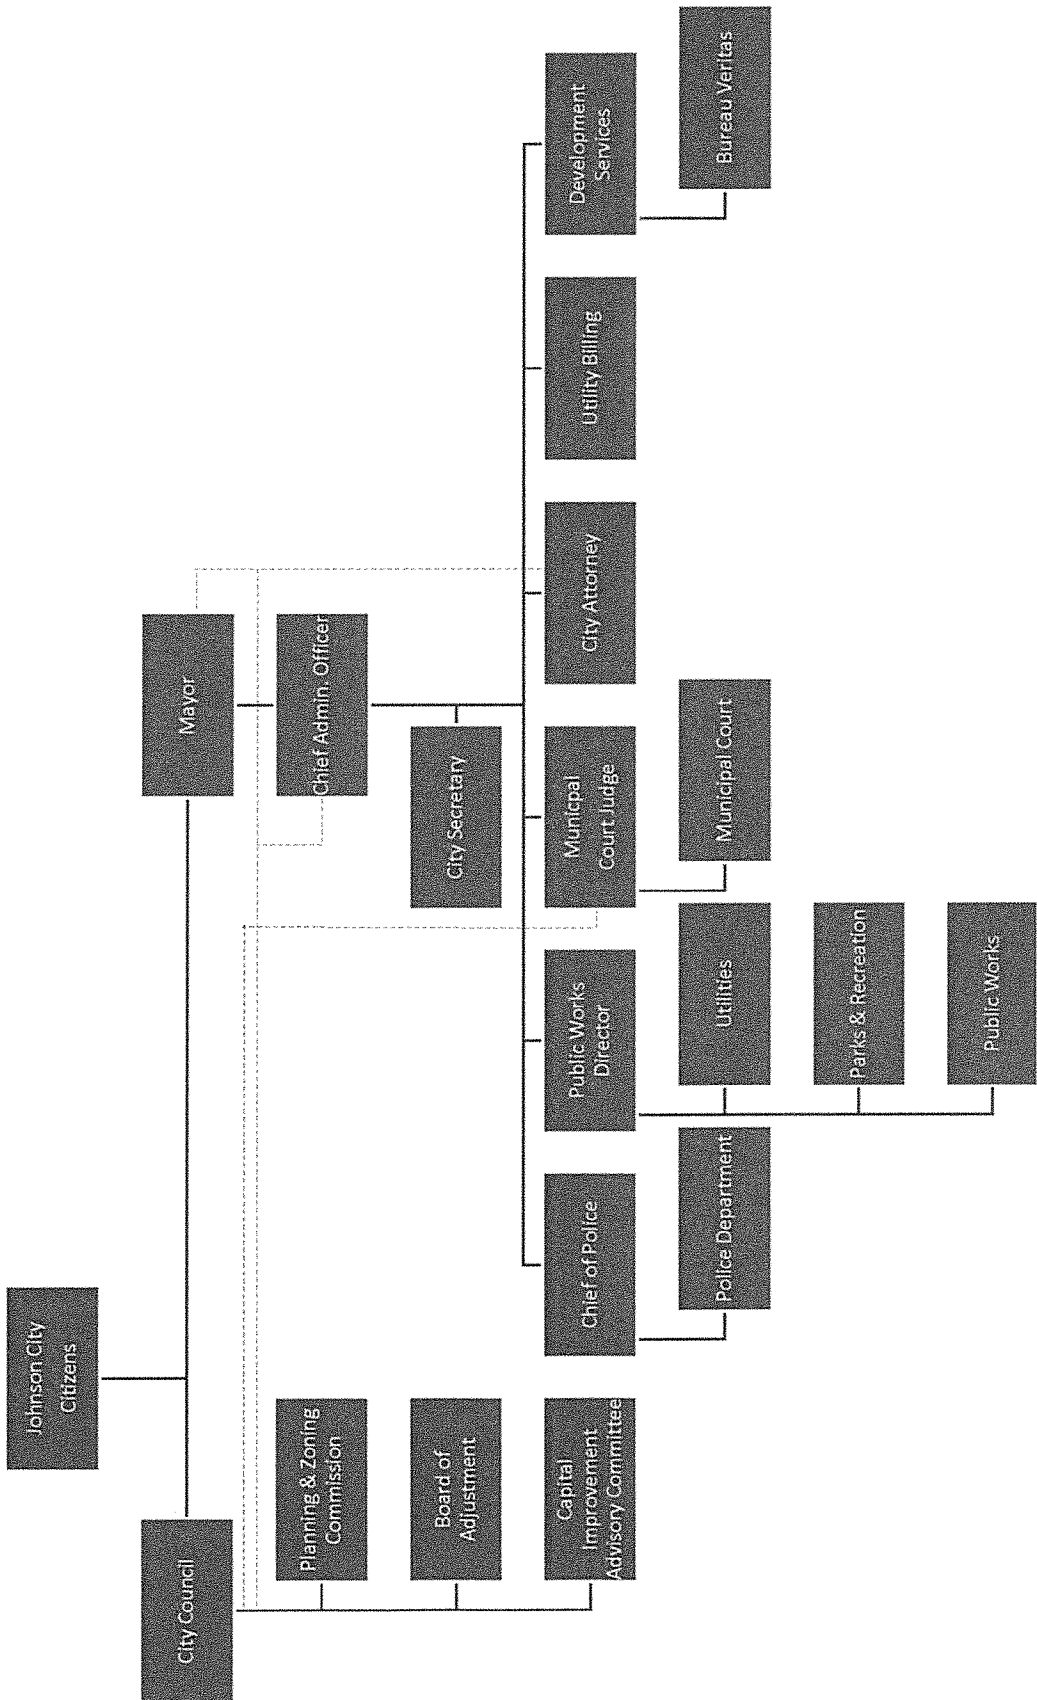 Johnson City
Citizens
City Council
Mayor
Planning & Zoning
Commission
Board of
Adjustment
Capital
Improvement
Advisory Committee
Chief Admin. Officer
City Secretary
Chief of Police
Public Works
Director
Municpal
Court Judge
City Attorney
Utility Billing
Development
Services
Police Department
Utilities
Parks & Recreation
Public Works
Municipal Court
Bureau Veritas